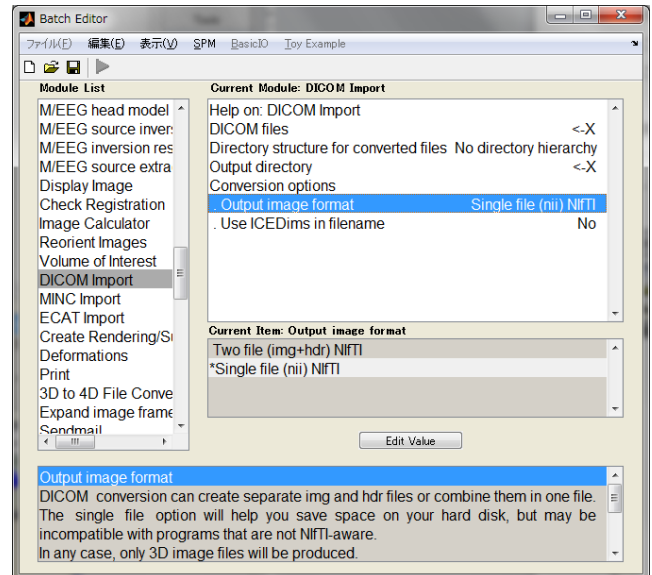 Batch Editor
ファイル(F) 編集(E) 表示(V) SPM BasicIO Toy Example
Module List
M/EEG head model
M/EEG source inver
M/EEG inversion res
M/EEG source extra
Display Image
Check Registration
Image Calculator
Reorient Images
Volume of Interest
DICOM Import
MINC Import
ECAT Import
Create Rendering/Su
Deformations
Print
3D to 4D File Conve
Expand image frame
Sendmail
Current Module: DICOM Import
Help on: DICOM Import
DICOM files <-X
Directory structure for converted files No directory hierarchy
Output directory <-X
Conversion options
. Output image format Single file (nii) NIfTI
. Use ICEDims in filename No
Current Item: Output image format
Two file (img+hdr) NIfTI
*Single file (nii) NIfTI
Edit Value
Output image format
DICOM conversion can create separate img and hdr files or combine them in one file.
The single file option will help you save space on your hard disk, but may be
incompatible with programs that are not NIfTI-aware.
In any case, only 3D image files will be produced.